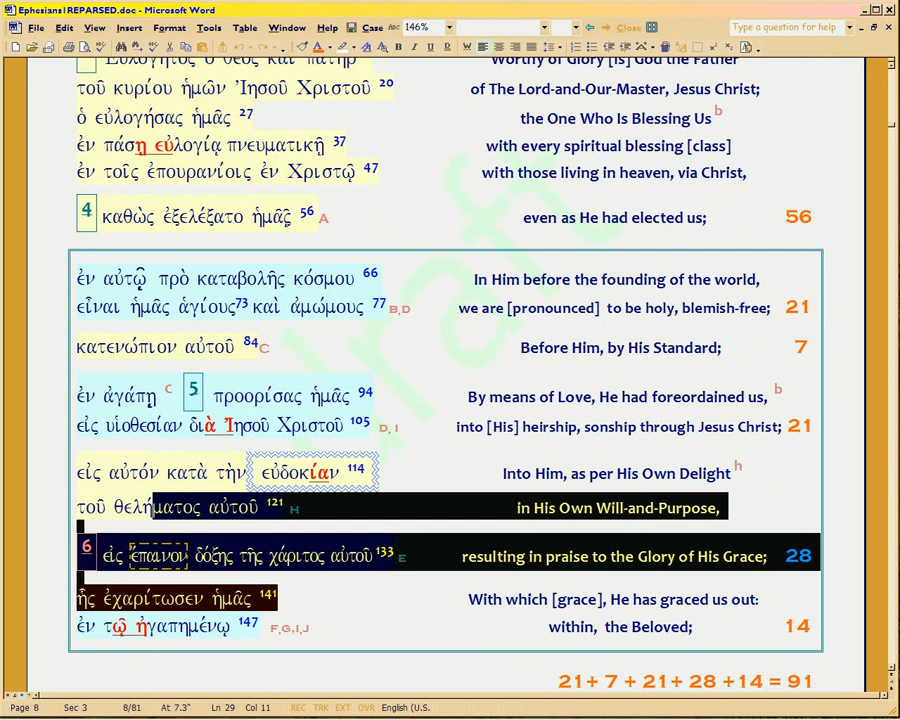 Ephesians1REPARSED.doc - Microsoft Word
File Edit View Insert Format Tools Table Window Help Case 146% Close Type a question for help
Εὐλογητὸς ὁ θεὸς καὶ πατὴρ Worthy of Glory [is] God the Father
τοῦ κυρίου ἡμῶν Ἰησοῦ Χριστοῦ 20 of The Lord-and-Our-Master, Jesus Christ;
ὁ εὐλογήσας ἡμᾶς 27 the One Who Is Blessing Us b
ἐν πάσῃ εὐλογίᾳ πνευματικῇ 37 with every spiritual blessing [class]
ἐν τοῖς ἐπουρανίοις ἐν Χριστῷ 47 with those living in heaven, via Christ,
4 καθὼς ἐξελέξατο ἡμᾶς 56 A even as He had elected us; 56
ἐν αὐτῷ πρὸ καταβολῆς κόσμου 66 In Him before the founding of the world,
εἶναι ἡμᾶς ἁγίους73 καὶ ἀμώμους 77 B,D we are [pronounced] to be holy, blemish-free; 21
κατενώπιον αὐτοῦ 84 C Before Him, by His Standard; 7
ἐν ἀγάπῃ c 5 προορίσας ἡμᾶς 94 By means of Love, He had foreordained us, b
εἰς υἱοθεσίαν διὰ Ἰησοῦ Χριστοῦ 105 D, I into [His] heirship, sonship through Jesus Christ; 21
εἰς αὐτόν κατὰ τὴν εὐδοκίαν 114 Into Him, as per His Own Delight h
τοῦ θελήματος αὐτοῦ 121 H in His Own Will-and-Purpose,
6 εἰς ἔπαινον δόξης τῆς χάριτος αὐτοῦ 133 E resulting in praise to the Glory of His Grace; 28
ἧς ἐχαρίτωσεν ἡμᾶς 141 With which [grace], He has graced us out:
ἐν τῷ ἠγαπημένῳ 147 F,G,I,J within, the Beloved; 14
21+ 7 + 21+ 28 +14 = 91
Draft
Page 8 Sec 3 8/81 At 7.3" Ln 29 Col 11 REC TRK EXT OVR English (U.S.